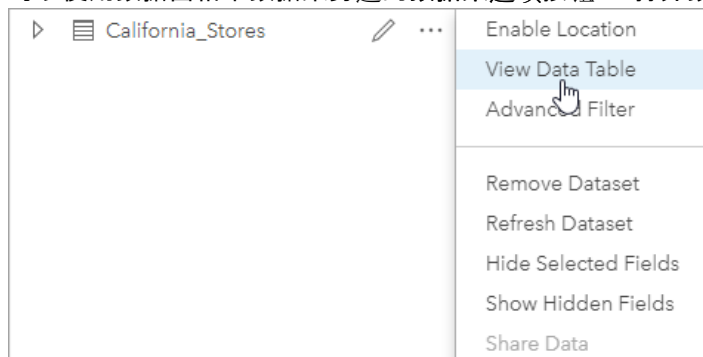 California_Stores
Enable Location
View Data Table
Advanced Filter
Remove Dataset
Refresh Dataset
Hide Selected Fields
Show Hidden Fields
Share Data